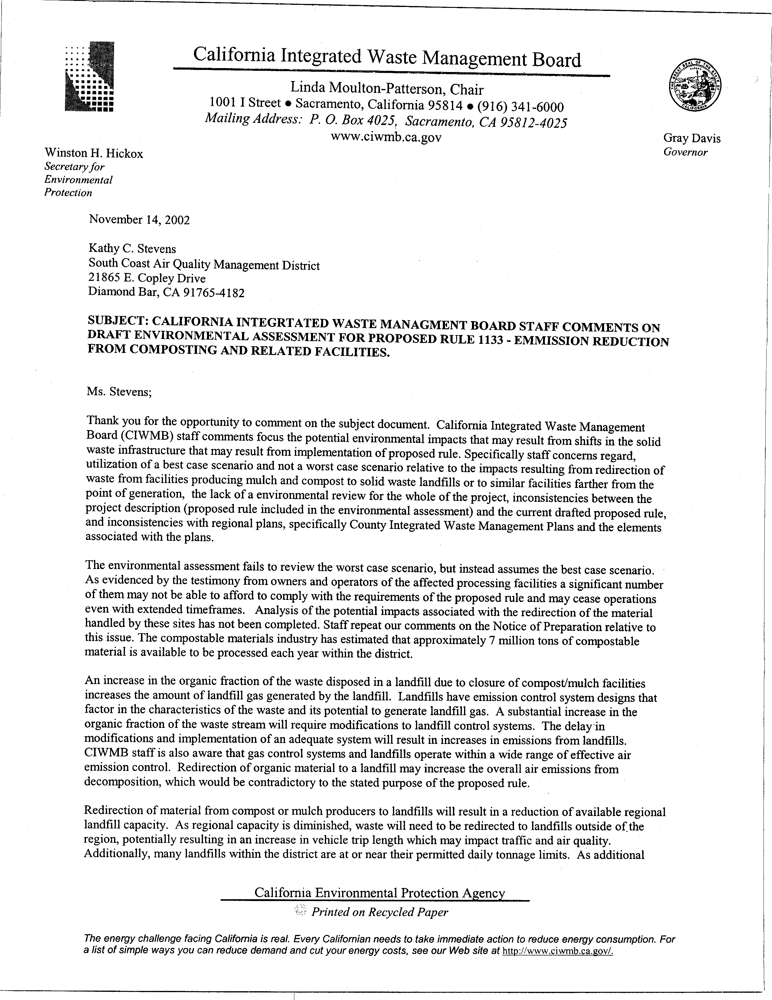 California Integrated Waste Management Board
Linda Moulton-Patterson, Chair
1001 I Street • Sacramento, California 95814 • (916) 341-6000
Mailing Address: P. O. Box 4025, Sacramento, CA 95812-4025
www.ciwmb.ca.gov
THE GREAT SEAL OF THE STATE OF CALIFORNIA
EUREKA
Gray Davis
Governor
Winston H. Hickox
Secretary for
Environmental
Protection
November 14, 2002
Kathy C. Stevens
South Coast Air Quality Management District
21865 E. Copley Drive
Diamond Bar, CA 91765-4182
SUBJECT: CALIFORNIA INTEGRTATED WASTE MANAGMENT BOARD STAFF COMMENTS ON
DRAFT ENVIRONMENTAL ASSESSMENT FOR PROPOSED RULE 1133 - EMMISSION REDUCTION
FROM COMPOSTING AND RELATED FACILITIES.
Ms. Stevens;
Thank you for the opportunity to comment on the subject document. California Integrated Waste Management
Board (CIWMB) staff comments focus the potential environmental impacts that may result from shifts in the solid
waste infrastructure that may result from implementation of proposed rule. Specifically staff concerns regard,
utilization of a best case scenario and not a worst case scenario relative to the impacts resulting from redirection of
waste from facilities producing mulch and compost to solid waste landfills or to similar facilities farther from the
point of generation, the lack of a environmental review for the whole of the project, inconsistencies between the
project description (proposed rule included in the environmental assessment) and the current drafted proposed rule,
and inconsistencies with regional plans, specifically County Integrated Waste Management Plans and the elements
associated with the plans.
The environmental assessment fails to review the worst case scenario, but instead assumes the best case scenario.
As evidenced by the testimony from owners and operators of the affected processing facilities a significant number
of them may not be able to afford to comply with the requirements of the proposed rule and may cease operations
even with extended timeframes. Analysis of the potential impacts associated with the redirection of the material
handled by these sites has not been completed. Staff repeat our comments on the Notice of Preparation relative to
this issue. The compostable materials industry has estimated that approximately 7 million tons of compostable
material is available to be processed each year within the district.
An increase in the organic fraction of the waste disposed in a landfill due to closure of compost/mulch facilities
increases the amount of landfill gas generated by the landfill. Landfills have emission control system designs that
factor in the characteristics of the waste and its potential to generate landfill gas. A substantial increase in the
organic fraction of the waste stream will require modifications to landfill control systems. The delay in
modifications and implementation of an adequate system will result in increases in emissions from landfills.
CIWMB staff is also aware that gas control systems and landfills operate within a wide range of effective air
emission control. Redirection of organic material to a landfill may increase the overall air emissions from
decomposition, which would be contradictory to the stated purpose of the proposed rule.
Redirection of material from compost or mulch producers to landfills will result in a reduction of available regional
landfill capacity. As regional capacity is diminished, waste will need to be redirected to landfills outside of the
region, potentially resulting in an increase in vehicle trip length which may impact traffic and air quality.
Additionally, many landfills within the district are at or near their permitted daily tonnage limits. As additional
California Environmental Protection Agency
Printed on Recycled Paper
The energy challenge facing California is real. Every Californian needs to take immediate action to reduce energy consumption. For
a list of simple ways you can reduce demand and cut your energy costs, see our Web site at http://www.ciwmb.ca.gov/.